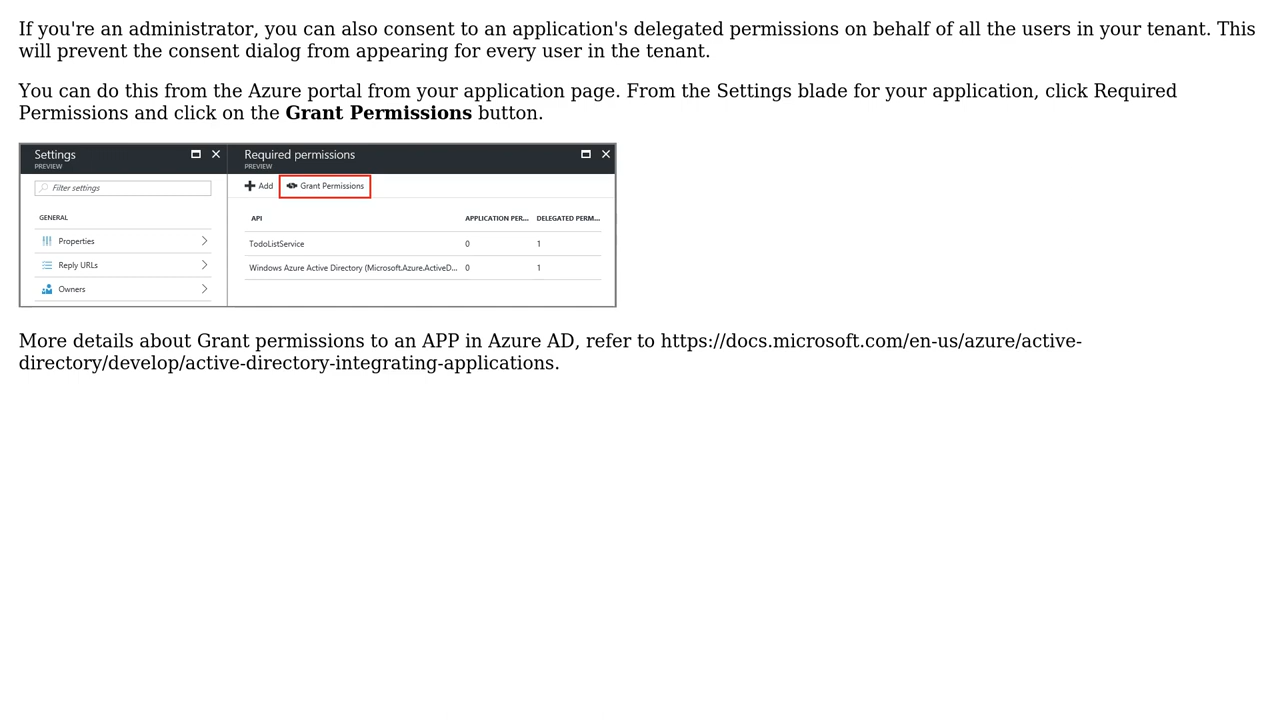 If you're an administrator, you can also consent to an application's delegated permissions on behalf of all the users in your tenant. This
will prevent the consent dialog from appearing for every user in the tenant.
You can do this from the Azure portal from your application page. From the Settings blade for your application, click Required
Permissions and click on the Grant Permissions button.
Settings
PREVIEW
Filter settings
GENERAL
Properties
Reply URLs
Owners
Required permissions
PREVIEW
Add Grant Permissions
API APPLICATION PER... DELEGATED PERM...
TodoListService 0 1
Windows Azure Active Directory (Microsoft.Azure.ActiveD... 0 1
More details about Grant permissions to an APP in Azure AD, refer to https://docs.microsoft.com/en-us/azure/active-
directory/develop/active-directory-integrating-applications.